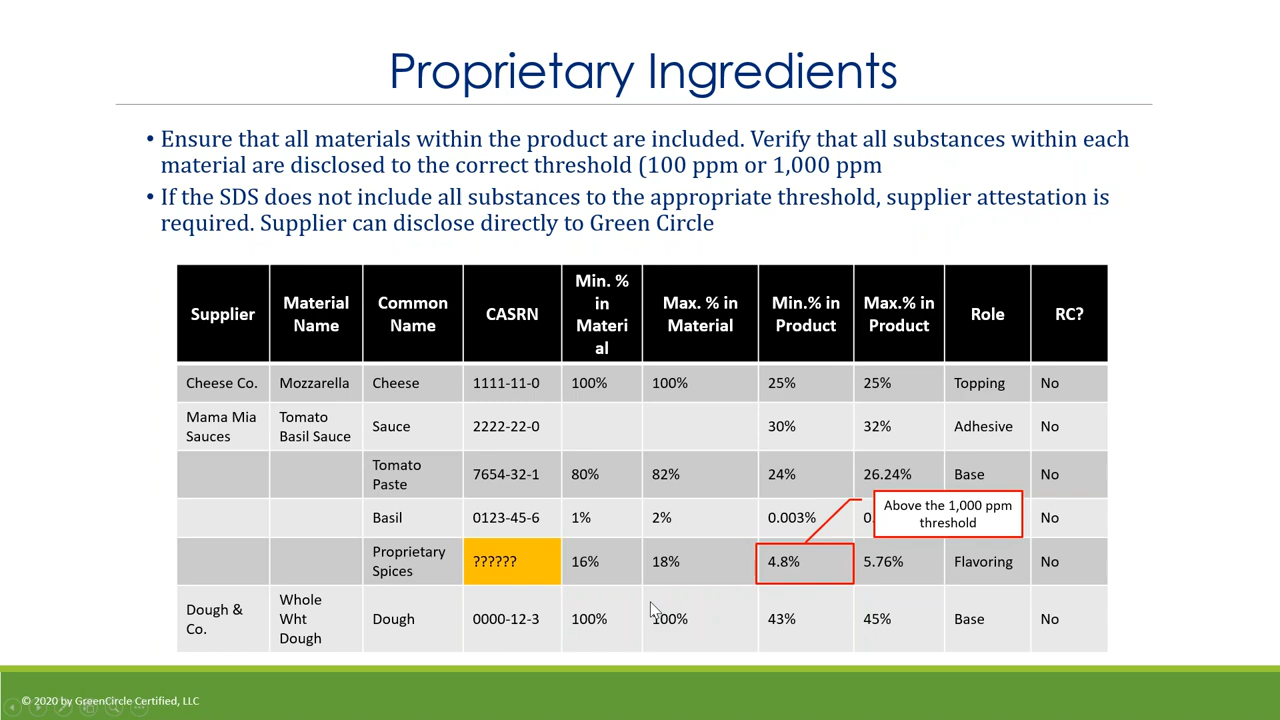 Proprietary Ingredients
• Ensure that all materials within the product are included. Verify that all substances within each
material are disclosed to the correct threshold (100 ppm or 1,000 ppm
• If the SDS does not include all substances to the appropriate threshold, supplier attestation is
required. Supplier can disclose directly to Green Circle
Supplier Material Name Common Name CASRN Min. % in Materi al Max. % in Material Min.% in Product Max.% in Product Role RC?
Cheese Co. Mozzarella Cheese 1111-11-0 100% 100% 25% 25% Topping No
Mama Mia Sauces Tomato Basil Sauce Sauce 2222-22-0 30% 32% Adhesive No
Tomato Paste 7654-32-1 80% 82% 24% 26.24% Base No
Basil 0123-45-6 1% 2% 0.003% No
Above the 1,000 ppm
threshold
Proprietary Spices ?????? 16% 18% 4.8% 5.76% Flavoring No
Dough & Co. Whole Wht Dough Dough 0000-12-3 100% 100% 43% 45% Base No
© 2020 by GreenCircle Certified, LLC